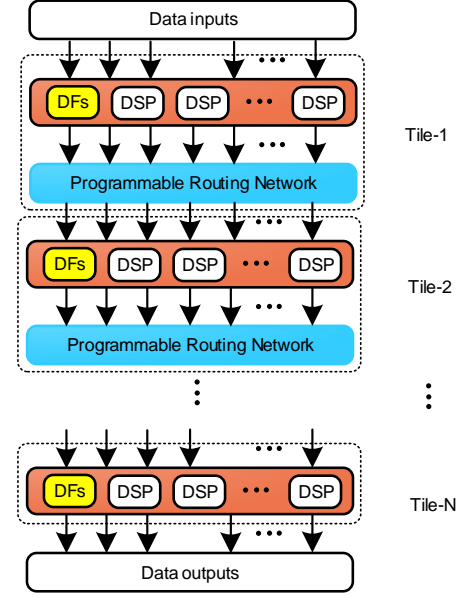 Data inputs
DFs DSP DSP ••• DSP
Tile-1
Programmable Routing Network
DFs DSP DSP ••• DSP
Tile-2
Programmable Routing Network
DFs DSP DSP ••• DSP
Tile-N
Data outputs